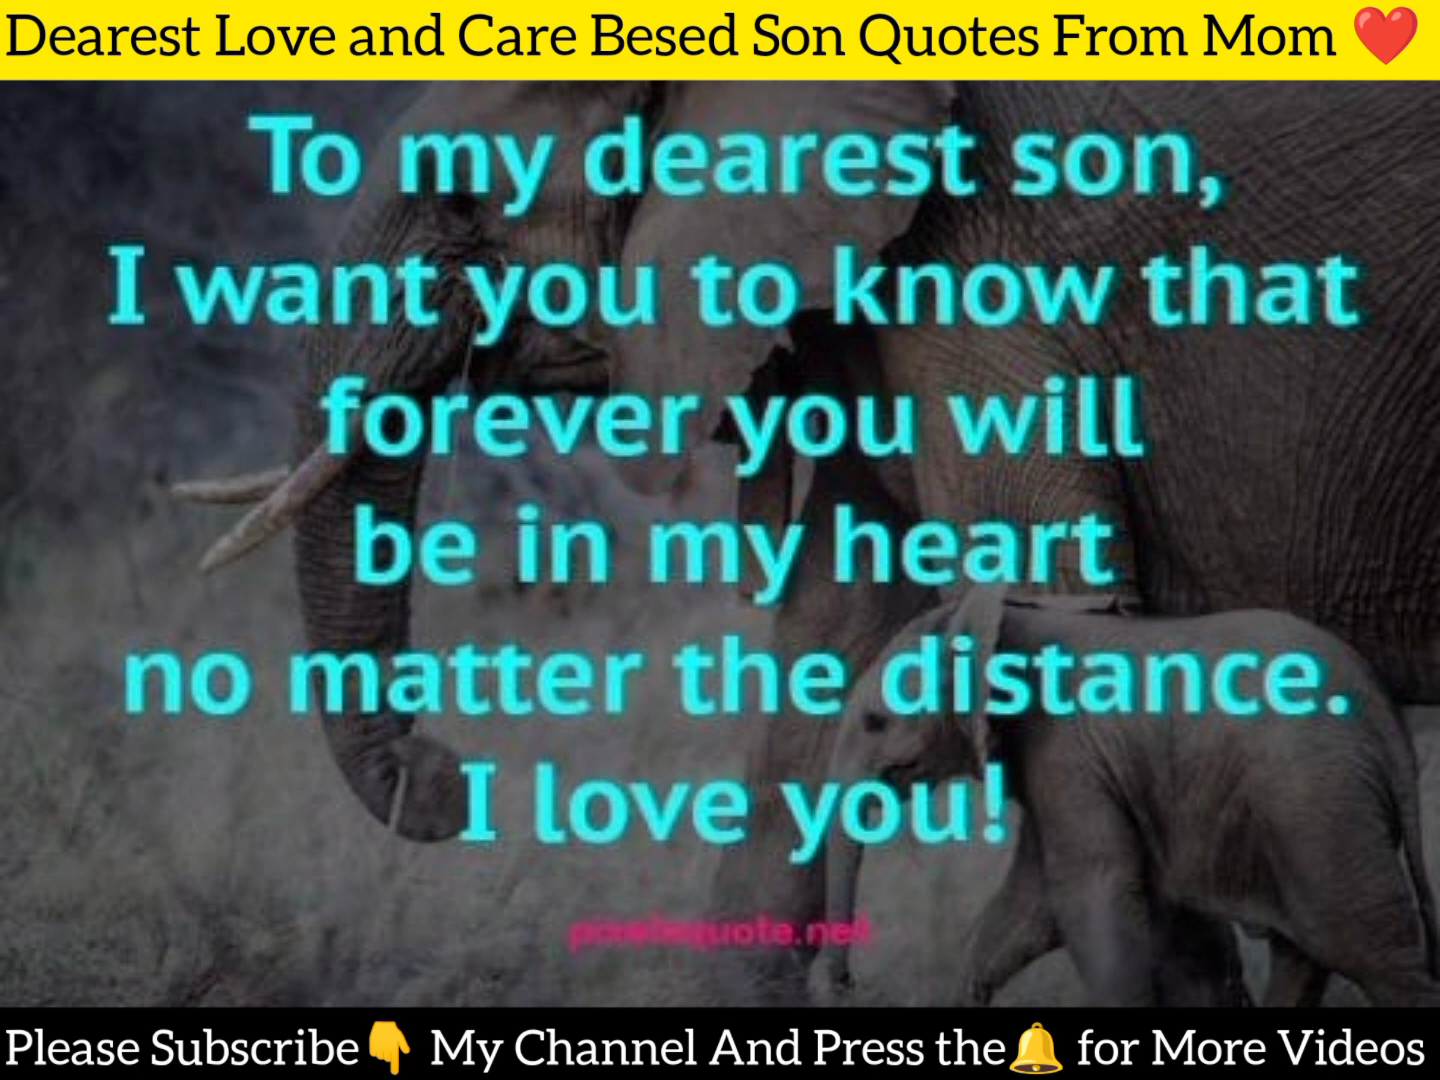 Dearest Love and Care Besed Son Quotes From Mom ❤️
To my dearest son,
I want you to know that
forever you will
be in my heart
no matter the distance.
I love you!
Please Subscribe👇 My Channel And Press the🔔 for More Videos